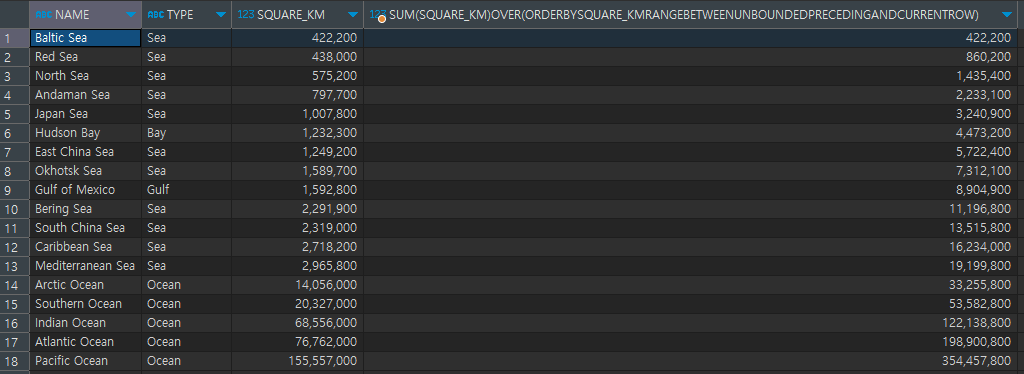 ABC NAME ABC TYPE 123 SQUARE_KM 123 SUM(SQUARE_KM)OVER(ORDERBYSQUARE_KMRANGEBETWEENUNBOUNDEDPRECEDINGANDCURRENTROW)
1 Baltic Sea Sea 422,200 422,200
2 Red Sea Sea 438,000 860,200
3 North Sea Sea 575,200 1,435,400
4 Andaman Sea Sea 797,700 2,233,100
5 Japan Sea Sea 1,007,800 3,240,900
6 Hudson Bay Bay 1,232,300 4,473,200
7 East China Sea Sea 1,249,200 5,722,400
8 Okhotsk Sea Sea 1,589,700 7,312,100
9 Gulf of Mexico Gulf 1,592,800 8,904,900
10 Bering Sea Sea 2,291,900 11,196,800
11 South China Sea Sea 2,319,000 13,515,800
12 Caribbean Sea Sea 2,718,200 16,234,000
13 Mediterranean Sea Sea 2,965,800 19,199,800
14 Arctic Ocean Ocean 14,056,000 33,255,800
15 Southern Ocean Ocean 20,327,000 53,582,800
16 Indian Ocean Ocean 68,556,000 122,138,800
17 Atlantic Ocean Ocean 76,762,000 198,900,800
18 Pacific Ocean Ocean 155,557,000 354,457,800